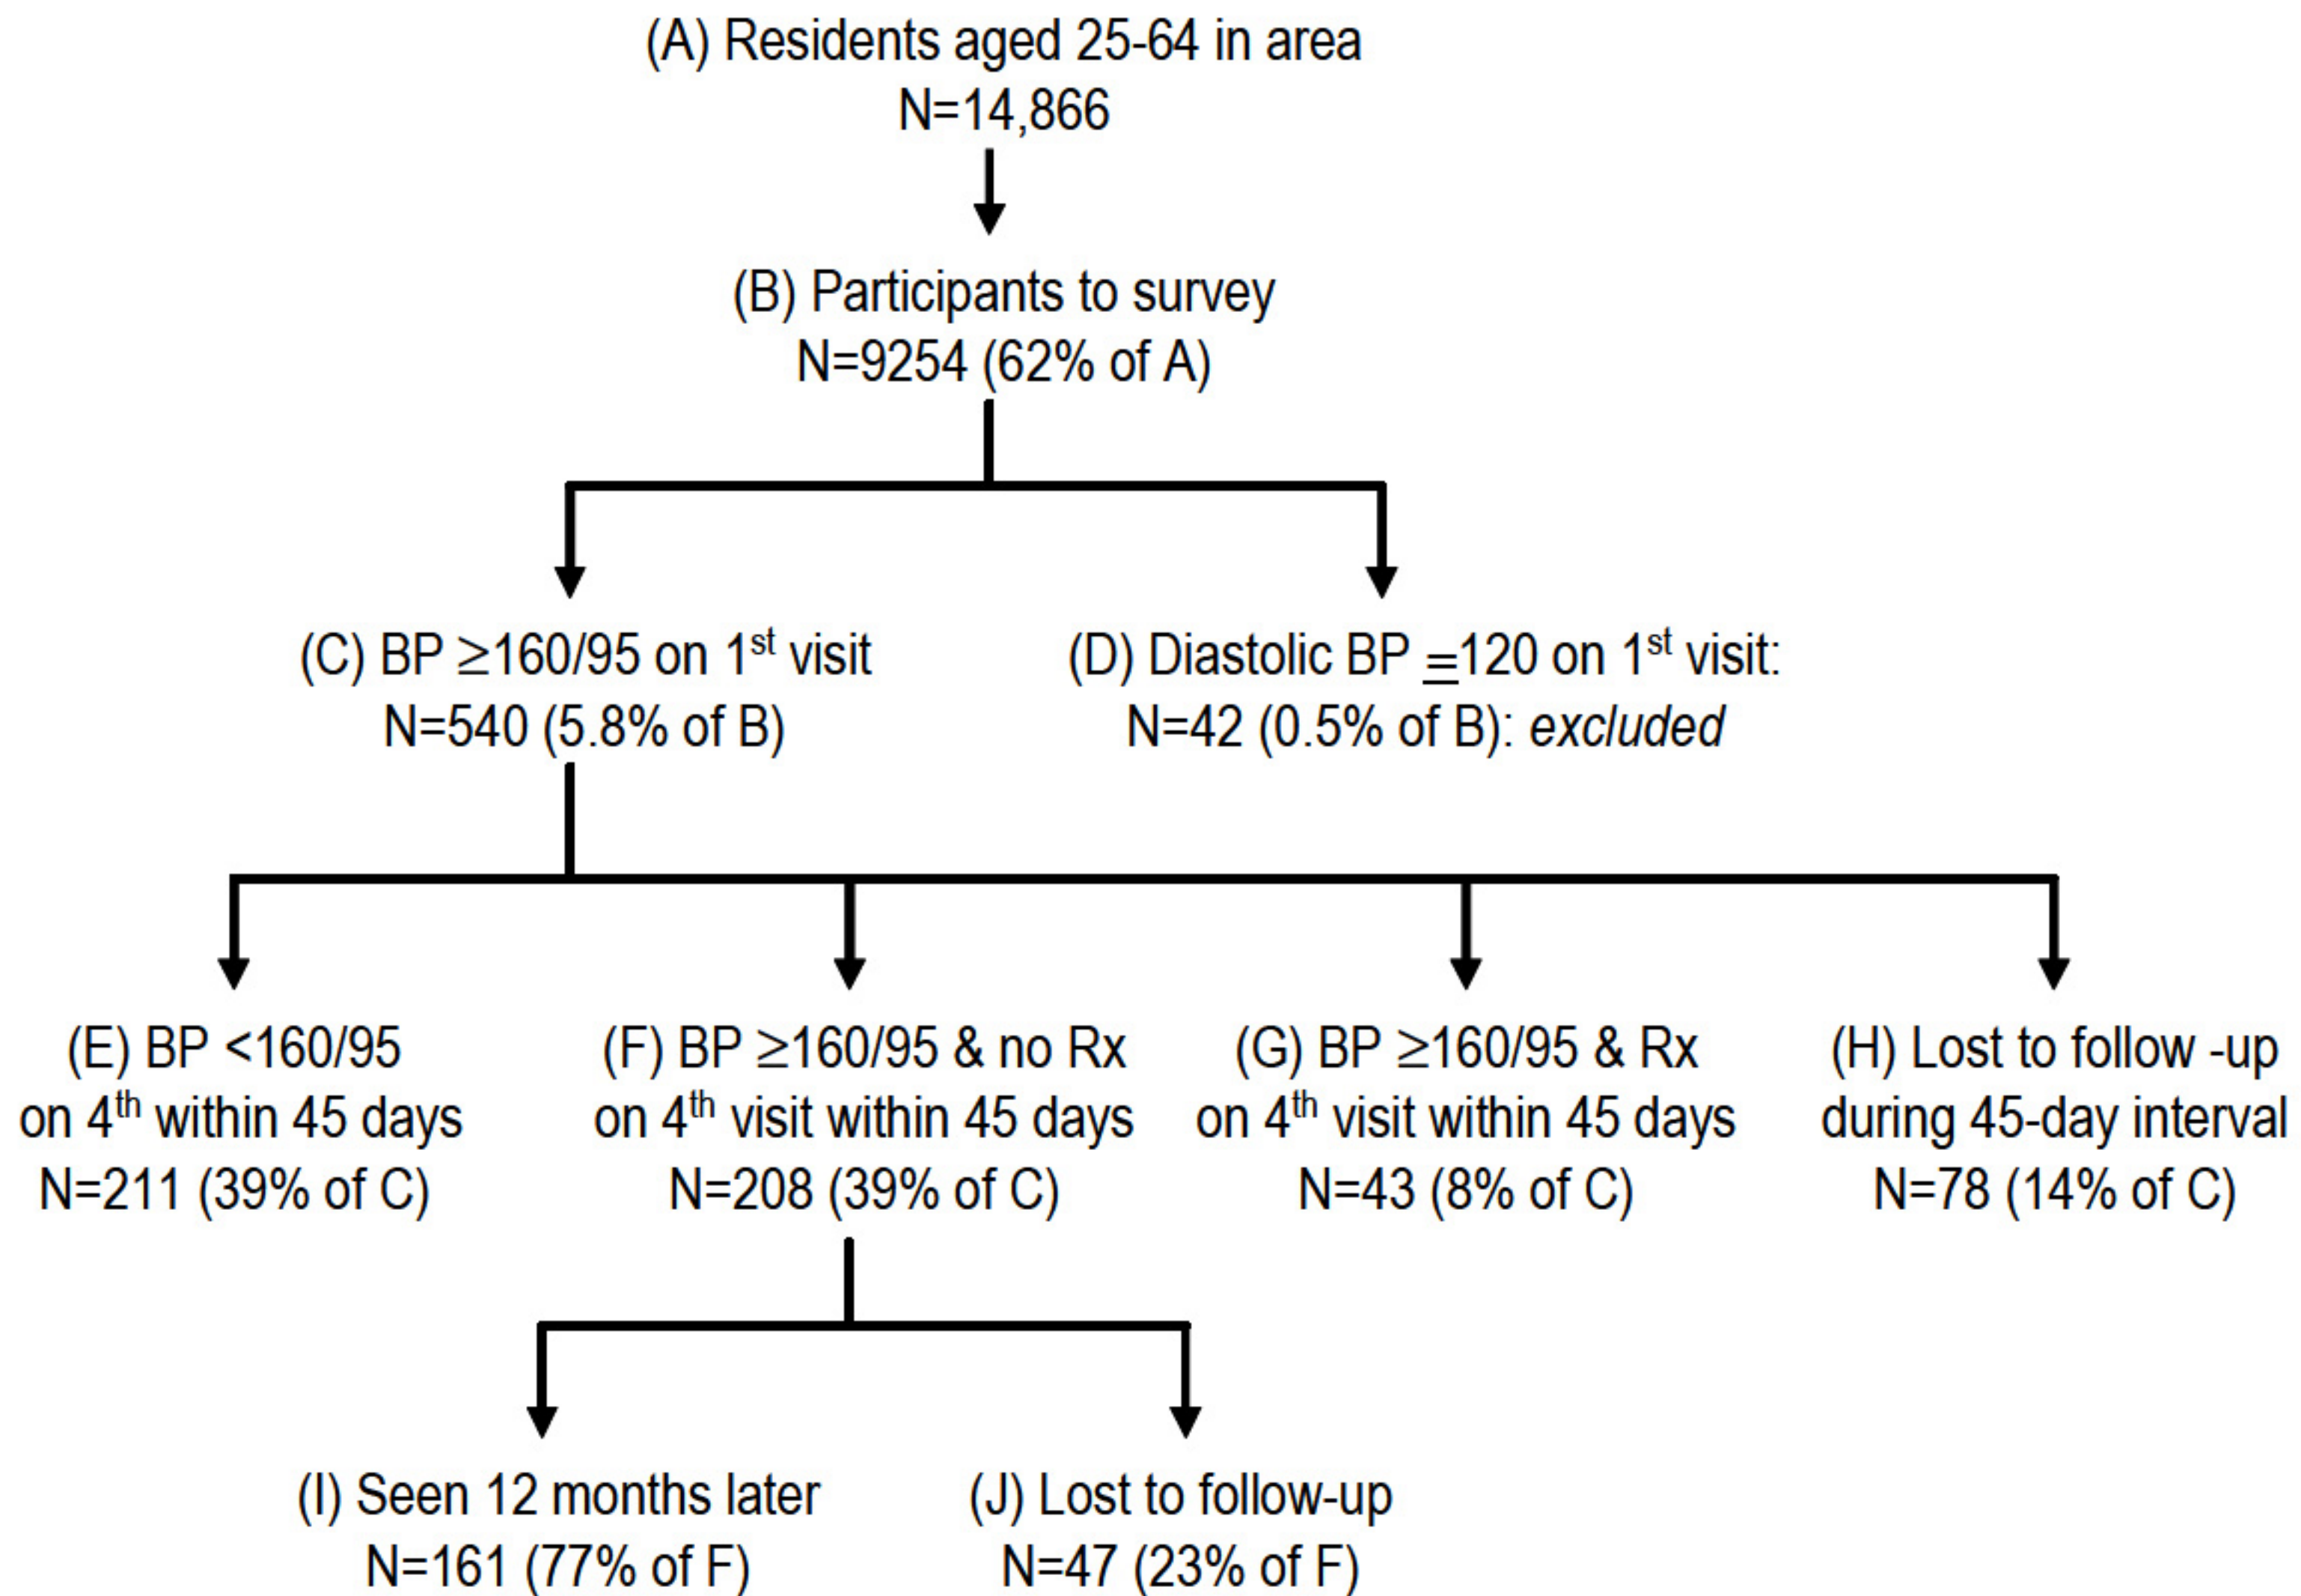 (A) Residents aged 25-64 in area
N=14,866
(B) Participants to survey
N=9254 (62% of A)
(C) BP ≥160/95 on 1st visit
N=540 (5.8% of B)
(D) Diastolic BP =120 on 1st visit:
N=42 (0.5% of B): excluded
(E) BP <160/95
on 4th within 45 days
N=211 (39% of C)
(F) BP ≥160/95 & no Rx
on 4th visit within 45 days
N=208 (39% of C)
(G) BP ≥160/95 & Rx
on 4th visit within 45 days
N=43 (8% of C)
(H) Lost to follow -up
during 45-day interval
N=78 (14% of C)
(I) Seen 12 months later
N=161 (77% of F)
(J) Lost to follow-up
N=47 (23% of F)